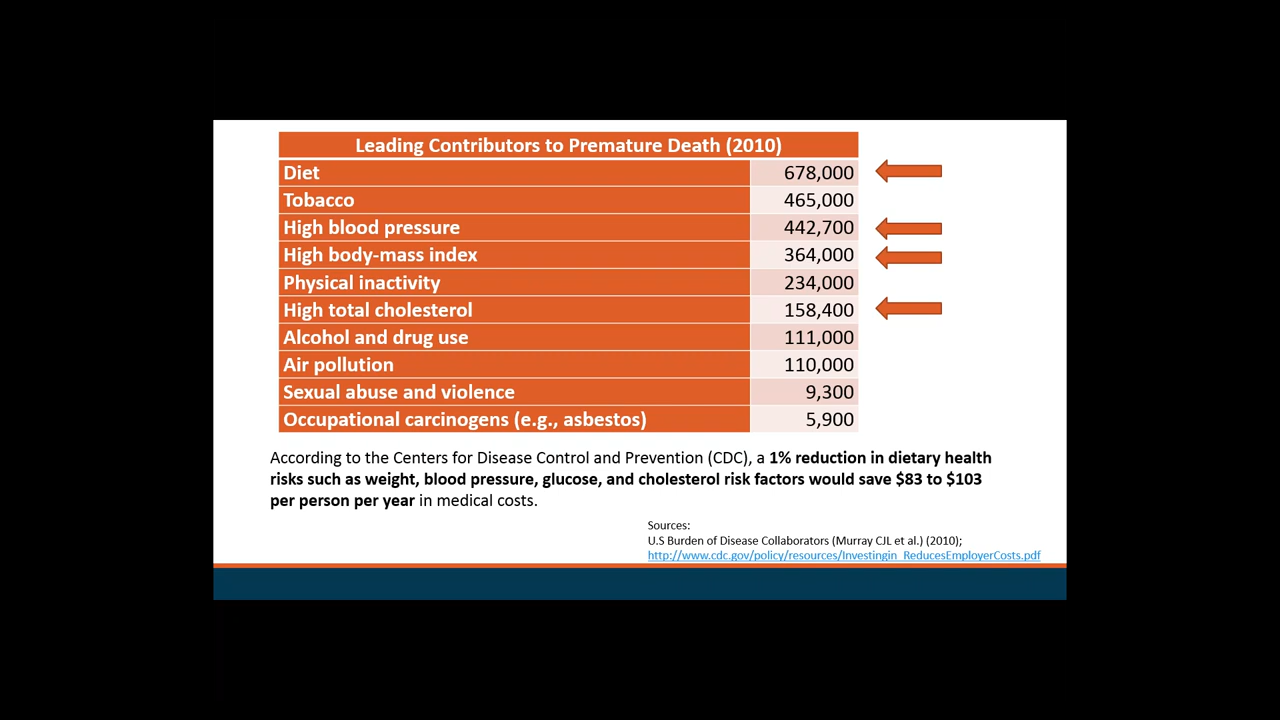 Leading Contributors to Premature Death (2010)
Diet 678,000
Tobacco 465,000
High blood pressure 442,700
High body-mass index 364,000
Physical inactivity 234,000
High total cholesterol 158,400
Alcohol and drug use 111,000
Air pollution 110,000
Sexual abuse and violence 9,300
Occupational carcinogens (e.g., asbestos) 5,900
According to the Centers for Disease Control and Prevention (CDC), a 1% reduction in dietary health
risks such as weight, blood pressure, glucose, and cholesterol risk factors would save $83 to $103
per person per year in medical costs.
Sources:
U.S Burden of Disease Collaborators (Murray CJL et al.) (2010);
http://www.cdc.gov/policy/resources/Investingin_ReducesEmployerCosts.pdf